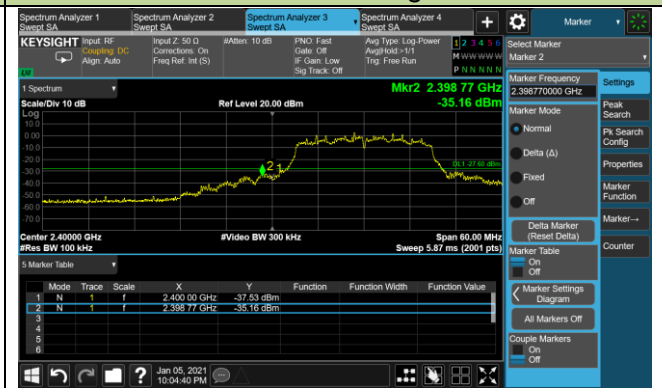 Spectrum Analyzer 1
Swept SA
Spectrum Analyzer 2
Swept SA
Spectrum Analyzer 3
Swept SA
Spectrum Analyzer 4
Swept SA
+
Marker
KEYSIGHT
Input: RF
Coupling: DC
Align: Auto
Input Z: 50 Ω
Corrections: On
Freq Ref: Int (S)
#Atten: 10 dB
PNO: Fast
Gate: Off
IF Gain: Low
Sig Track: Off
Avg Type: Log-Power
Avg|Hold:>1/1
Trig: Free Run
1 2 3 4 5 6
M W W W W W
P N N N N N
Select Marker
Marker 2
1 Spectrum
Scale/Div 10 dB
Log
Ref Level 20.00 dBm
Mkr2 2.398 77 GHz
-35.16 dBm
10.0
0.00
-10.0
-20.0
-30.0
-40.0
-50.0
-60.0
-70.0
2
1
DL1 -27.60 dBm
Center 2.40000 GHz
#Res BW 100 kHz
#Video BW 300 kHz
Span 60.00 MHz
Sweep 5.87 ms (2001 pts)
5 Marker Table
Mode Trace Scale X Y Function Function Width Function Value
1 N 1 f 2.400 00 GHz -37.53 dBm
2 N 1 f 2.398 77 GHz -35.16 dBm
3
4
5
6
Jan 05, 2021
10:04:40 PM
?
Marker Frequency
2.398770000 GHz
Marker Mode
Normal
Delta (Δ)
Fixed
Off
Delta Marker
(Reset Delta)
Marker Table
On
Off
Marker Settings
Diagram
All Markers Off
Couple Markers
On
Off
Settings
Peak
Search
Pk Search
Config
Properties
Marker
Function
Marker→
Counter